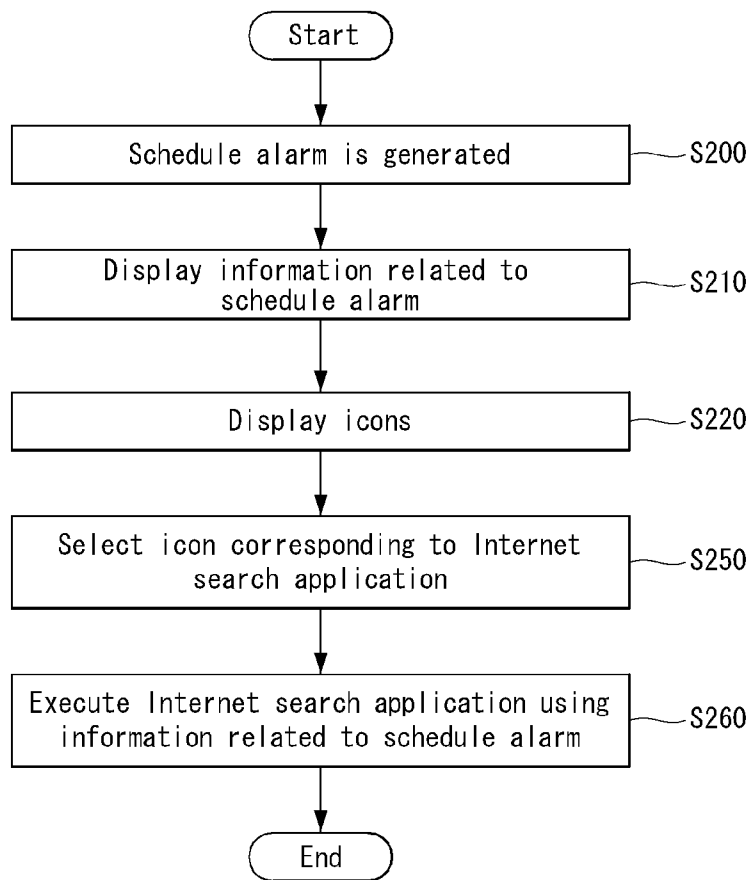 Start
Schedule alarm is generated
S200
Display information related to
schedule alarm
S210
Display icons
S220
Select icon corresponding to Internet
search application
S250
Execute Internet search application using
information related to schedule alarm
S260
End